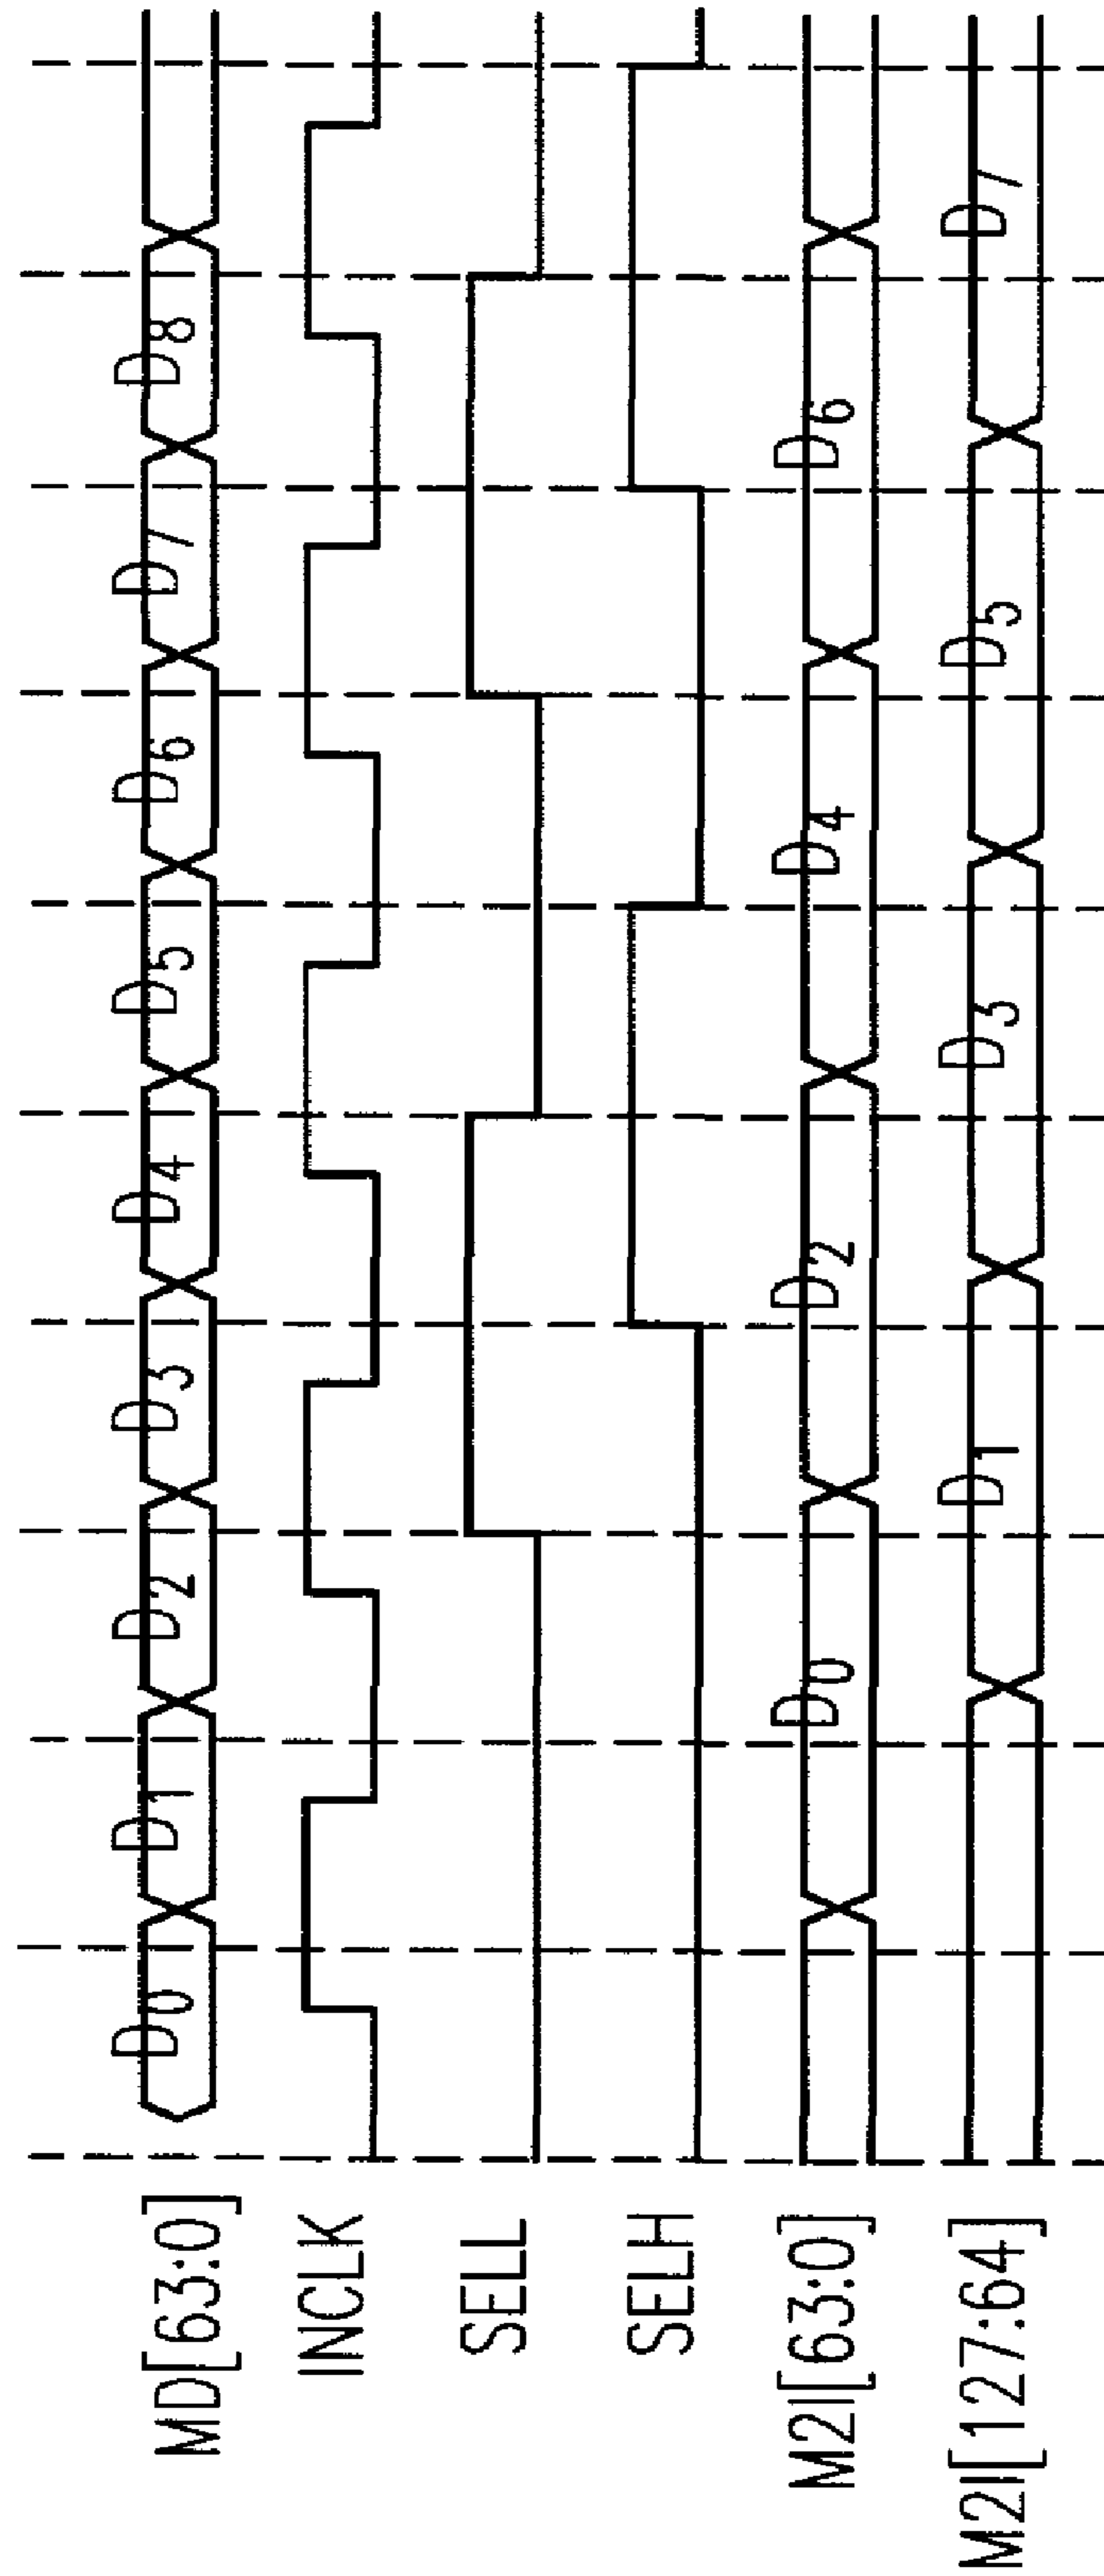 MD[63:0] D0 D1 D2 D3 D4 D5 D6 D7 D8
INCLK
SELL
SELH
M2I[63:0] D0 D2 D4 D6
M2I[127:64] D1 D3 D5 D7